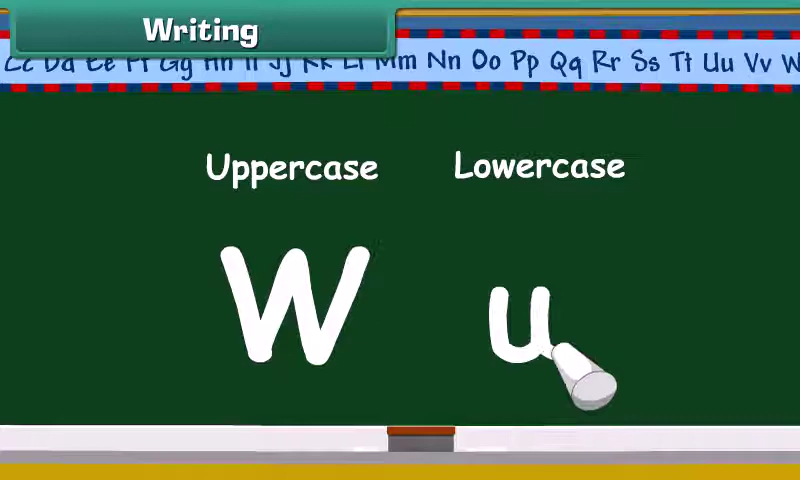 Writing
Cc Dd Ee Ff Gg Hh Ii Jj Kk Ll Mm Nn Oo Pp Qq Rr Ss Tt Uu Vv W
Uppercase Lowercase
W u